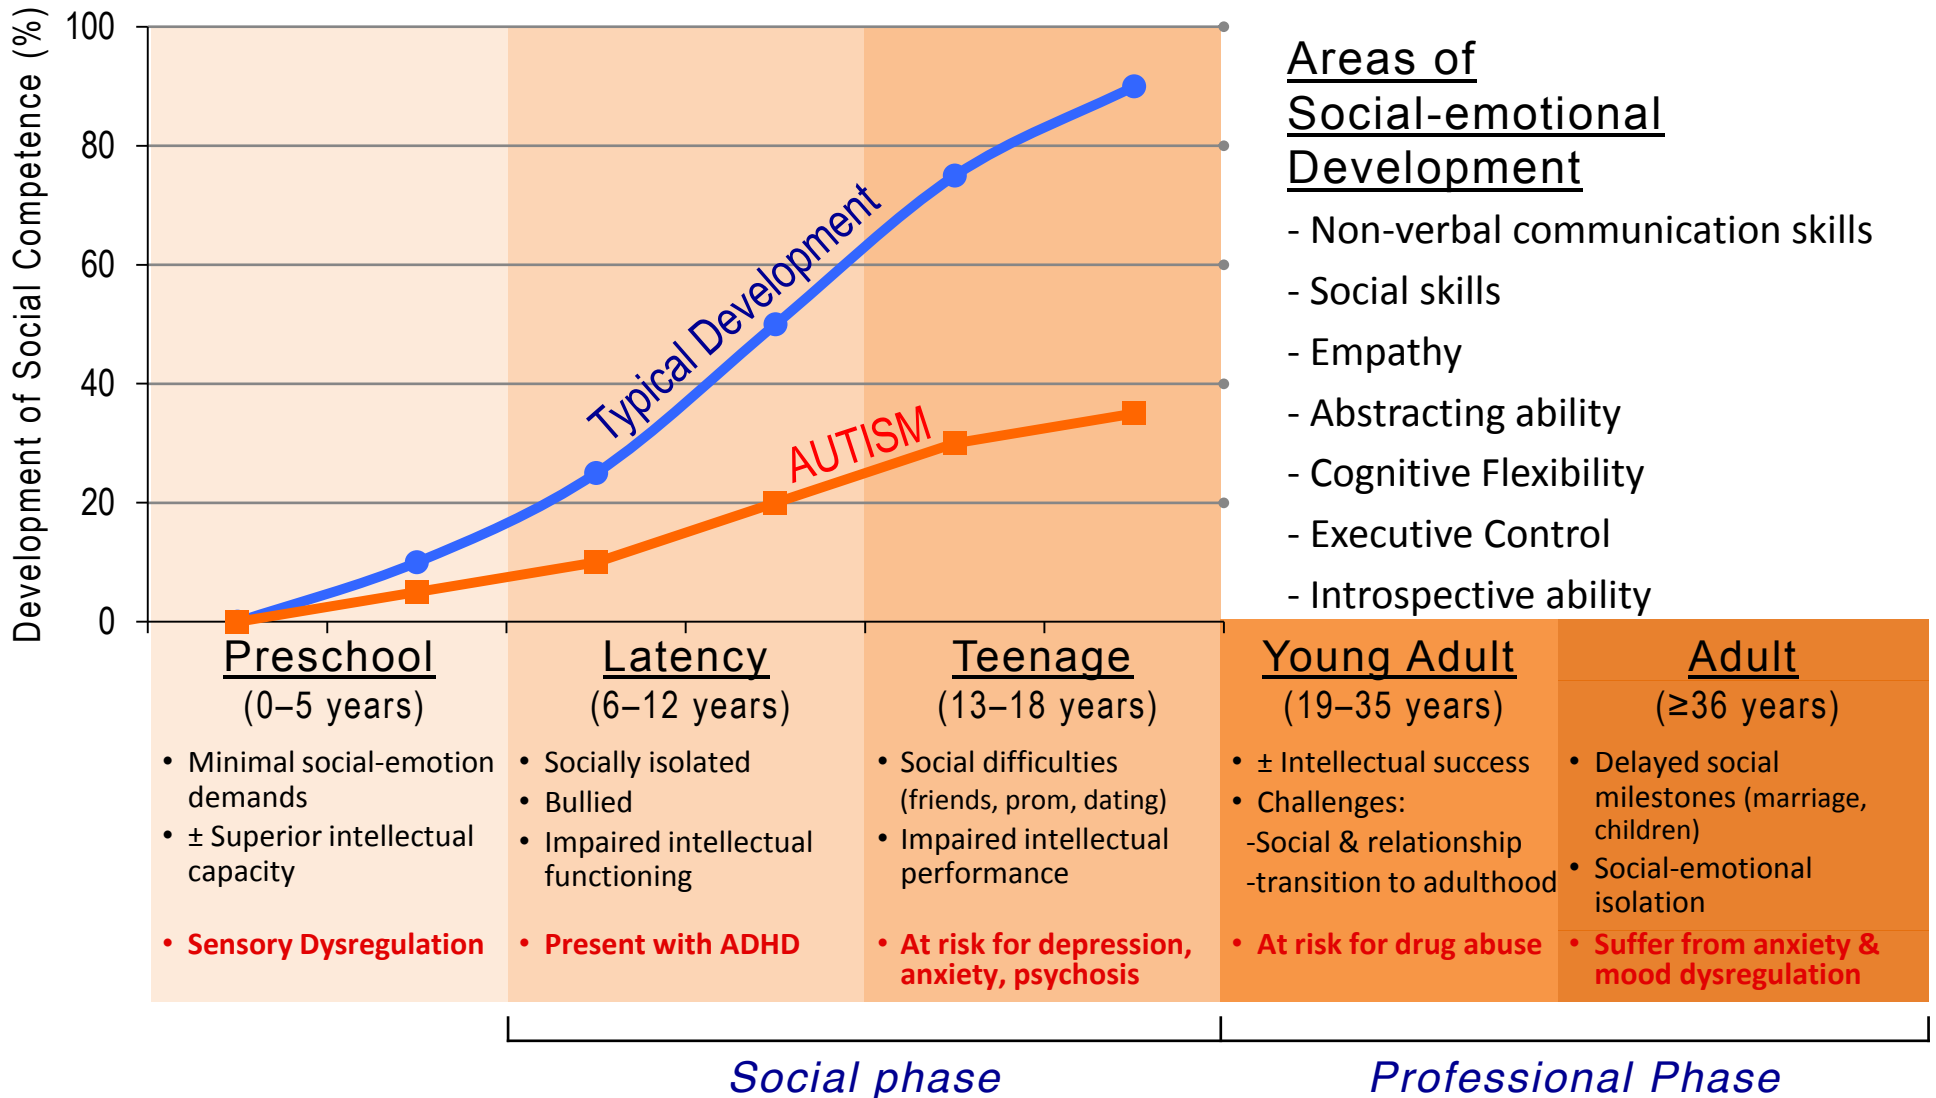 Development of Social Competence (%)
100
80
60
40
20
0
Typical Development
AUTISM
Areas of
Social-emotional
Development
- Non-verbal communication skills
- Social skills
- Empathy
- Abstracting ability
- Cognitive Flexibility
- Executive Control
- Introspective ability
Preschool
(0–5 years)
• Minimal social-emotion
demands
• ± Superior intellectual
capacity
• Sensory Dysregulation
Latency
(6–12 years)
• Socially isolated
• Bullied
• Impaired intellectual
functioning
• Present with ADHD
Teenage
(13–18 years)
• Social difficulties
(friends, prom, dating)
• Impaired intellectual
performance
• At risk for depression,
anxiety, psychosis
Young Adult
(19–35 years)
• ± Intellectual success
• Challenges:
-Social & relationship
-transition to adulthood
• At risk for drug abuse
Adult
(≥36 years)
• Delayed social
milestones (marriage,
children)
• Social-emotional
isolation
• Suffer from anxiety &
mood dysregulation
Social phase
Professional Phase